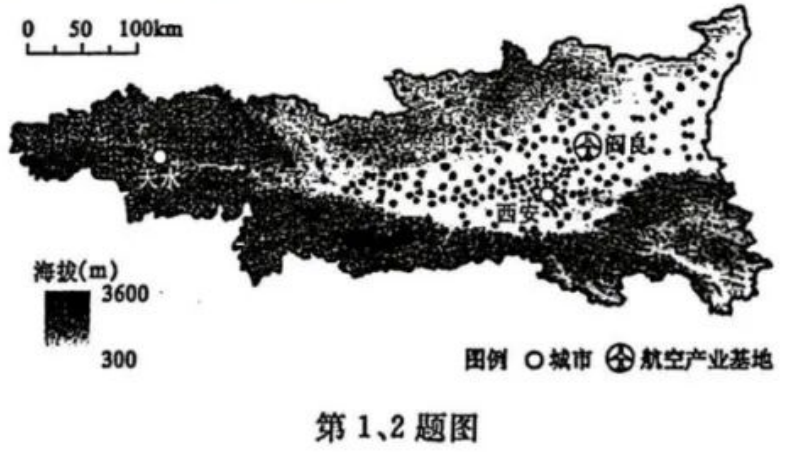 0 50 100km
阎良
天水
西安
海拔(m)
3600
300
图例 城市 航空产业基地
第1、2题图